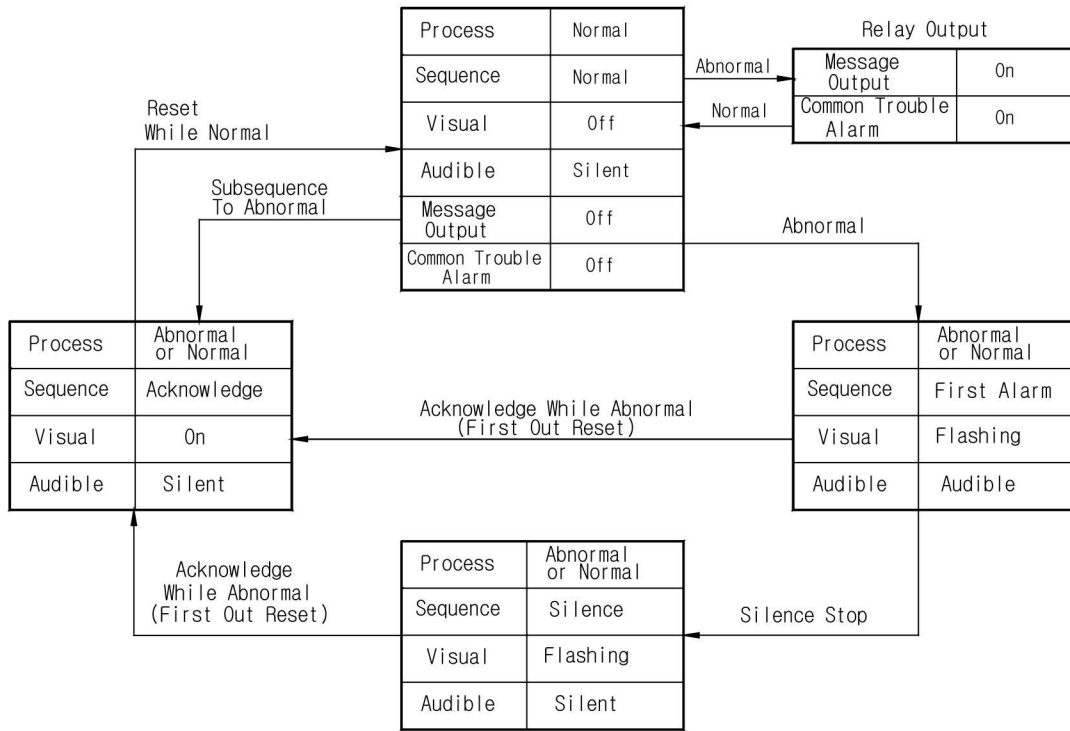 Process Normal
Sequence Normal
Visual Off
Audible Silent
Message
Output Off
Common Trouble
Alarm Off
Relay Output
Message
Output On
Common Trouble
Alarm On
Abnormal
Normal
Reset
While Normal
Subsequence
To Abnormal
Abnormal
Process Abnormal
or Normal
Sequence Acknowledge
Visual On
Audible Silent
Acknowledge While Abnormal
(First Out Reset)
Process Abnormal
or Normal
Sequence First Alarm
Visual Flashing
Audible Audible
Acknowledge
While Abnormal
(First Out Reset)
Process Abnormal
or Normal
Sequence Silence
Visual Flashing
Audible Silent
Silence Stop